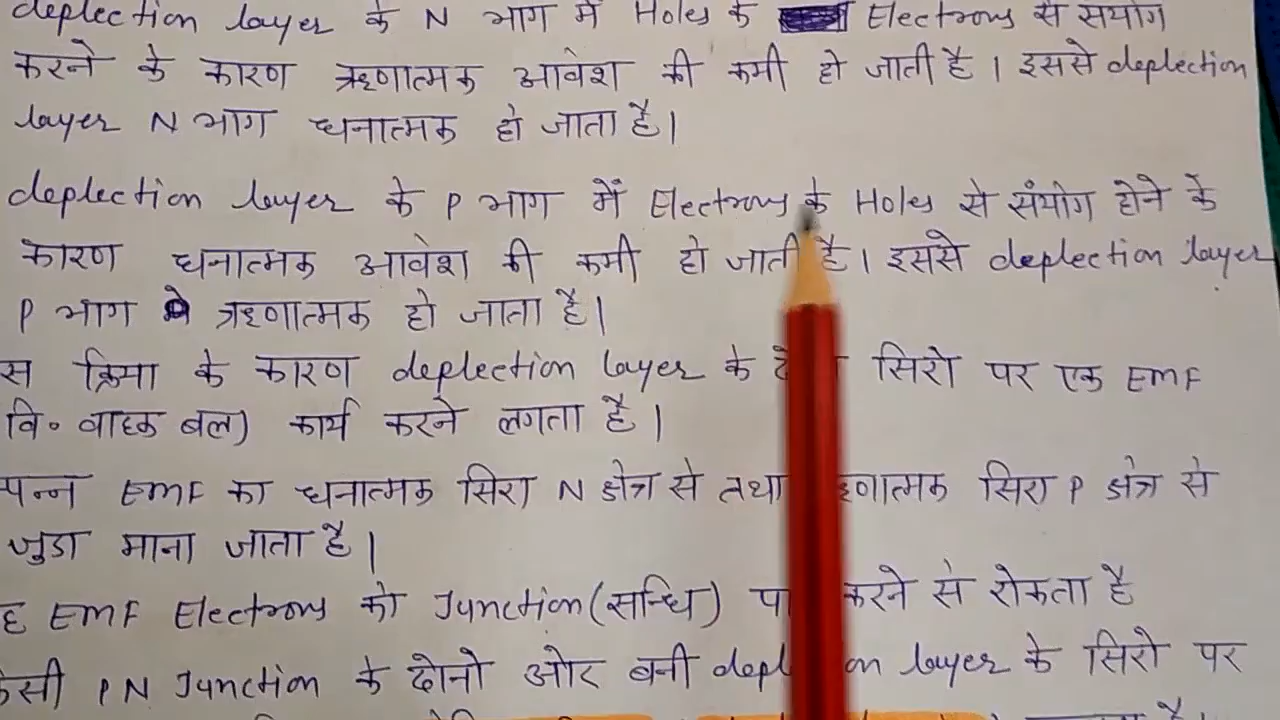 deplection layer के N भाग में Holes के Electrons से संयोग
करने के कारण ऋणात्मक आवेश की कमी हो जाती है । इससे deplection
layer N भाग धनात्मक हो जाता है।
deplection layer के P भाग में Electrons के Holes से संयोग होने के
कारण धनात्मक आवेश की कमी हो जाती है । इससे deplection layer
P भाग ऋणात्मक हो जाता है।
स क्रिया के कारण deplection layer के सिरो पर एक EMF
वि॰ वाहक बल) कार्य करने लगता है ।
पन्न EMF का धनात्मक सिरा N क्षेत्र से तथा ऋणात्मक सिरा P क्षेत्र से
जुडा माना जाता है |
ह EMF Electrons को Junction (सन्धि) करने से रोकता है
केसी PN Junction के दोनो ओर बनी deplection layer के सिरो पर